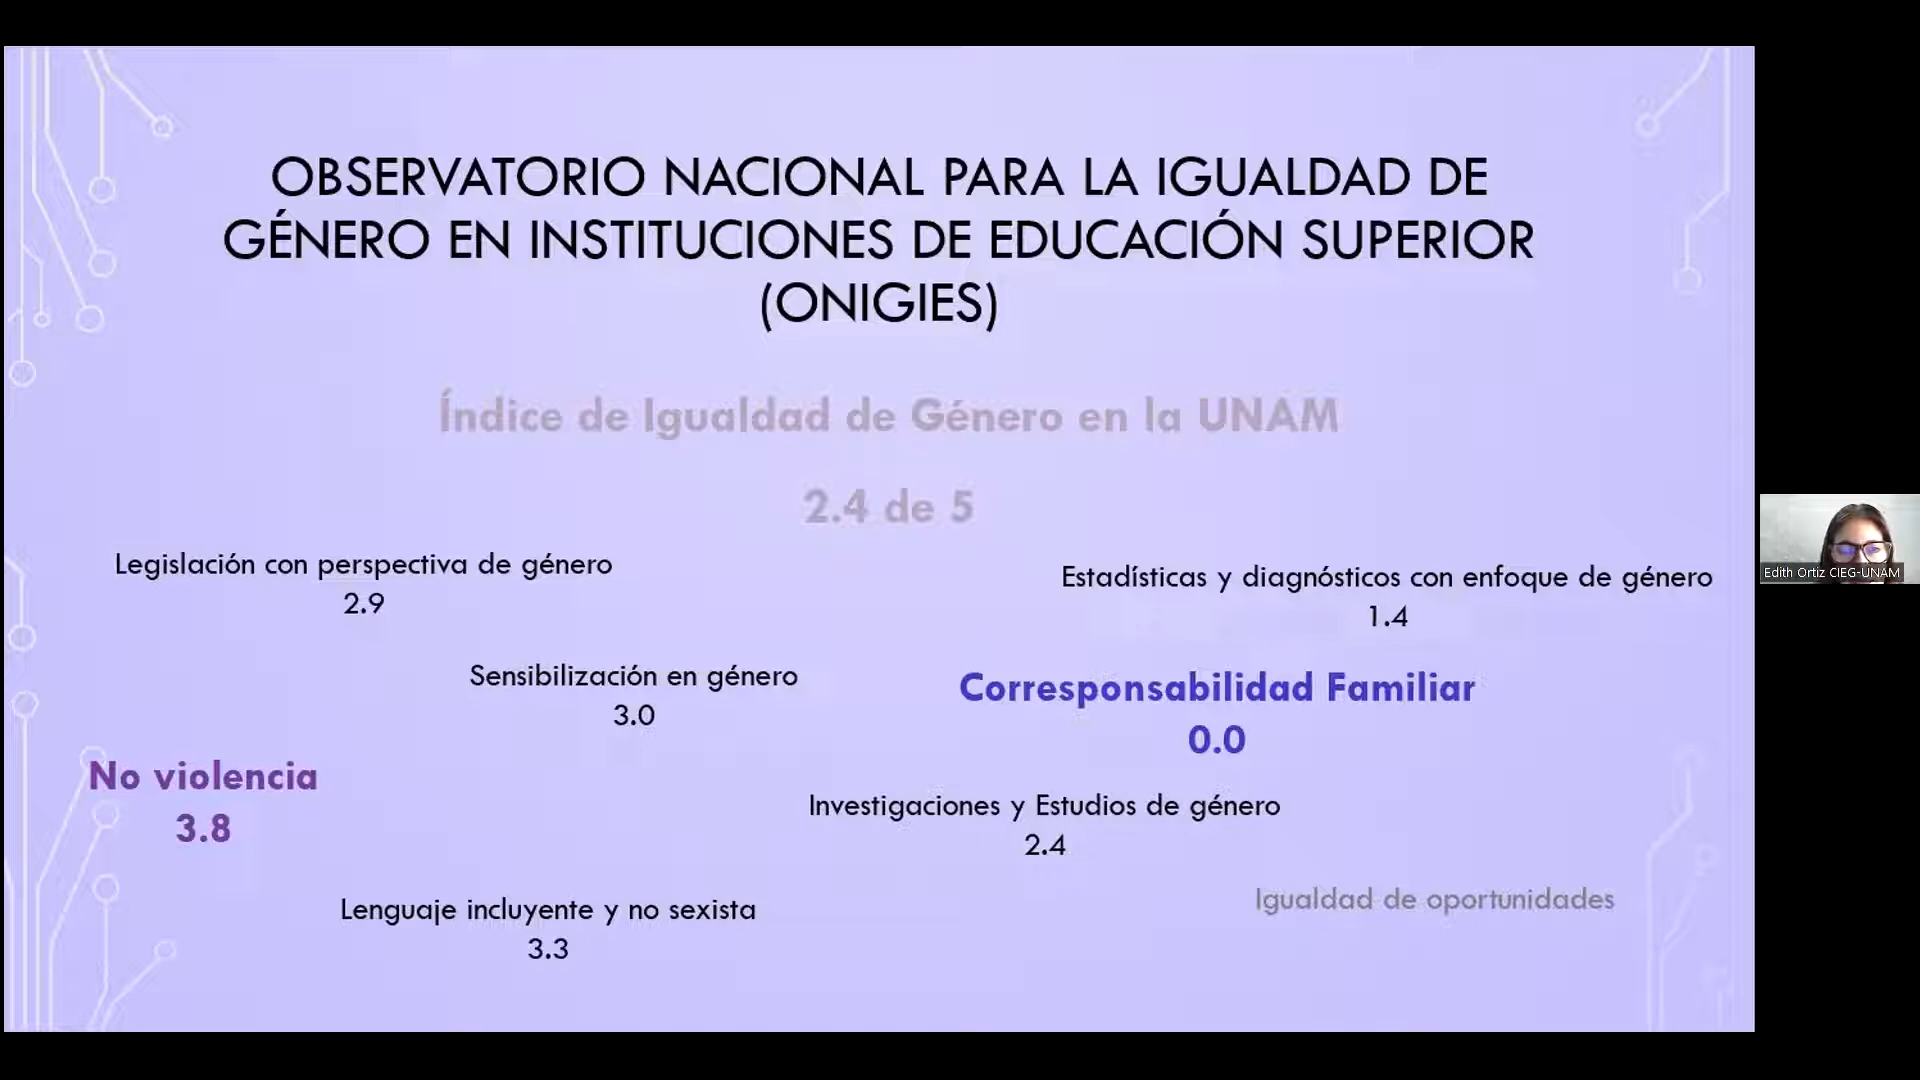 OBSERVATORIO NACIONAL PARA LA IGUALDAD DE
GÉNERO EN INSTITUCIONES DE EDUCACIÓN SUPERIOR
(ONIGIES)
Índice de Igualdad de Género en la UNAM
2.4 de 5
Legislación con perspectiva de género
2.9
Estadísticas y diagnósticos con enfoque de género
1.4
Sensibilización en género
3.0
Corresponsabilidad Familiar
0.0
No violencia
3.8
Investigaciones y Estudios de género
2.4
Lenguaje incluyente y no sexista
3.3
Igualdad de oportunidades
Edith Ortiz CIEG-UNAM